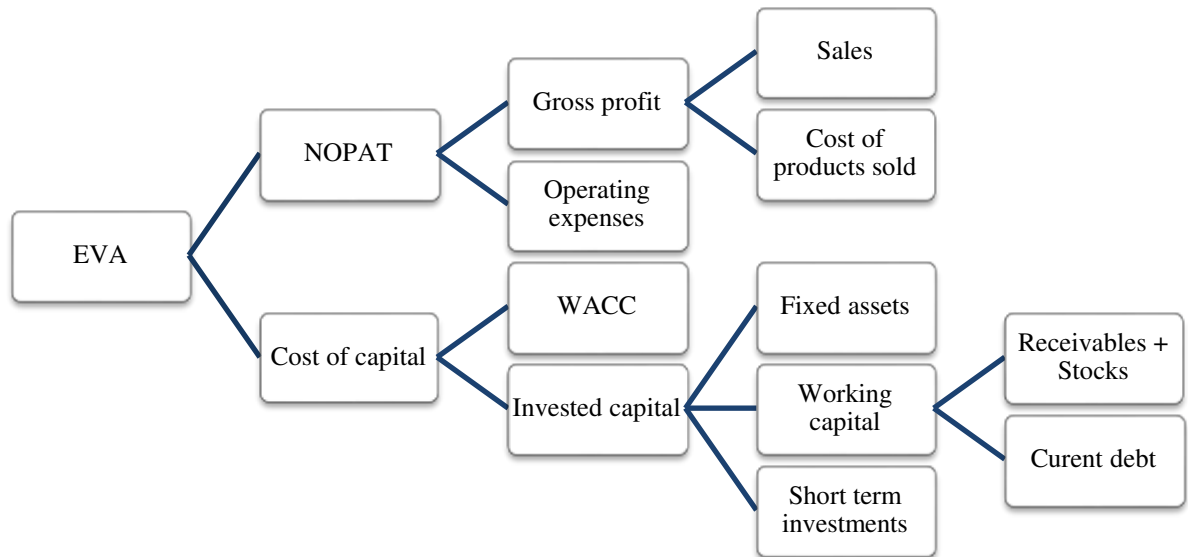 Sales
Gross profit
Cost of
products sold
NOPAT
Operating
expenses
EVA
WACC
Fixed assets
Cost of capital
Receivables +
Stocks
Invested capital
Working
capital
Curent debt
Short term
investments